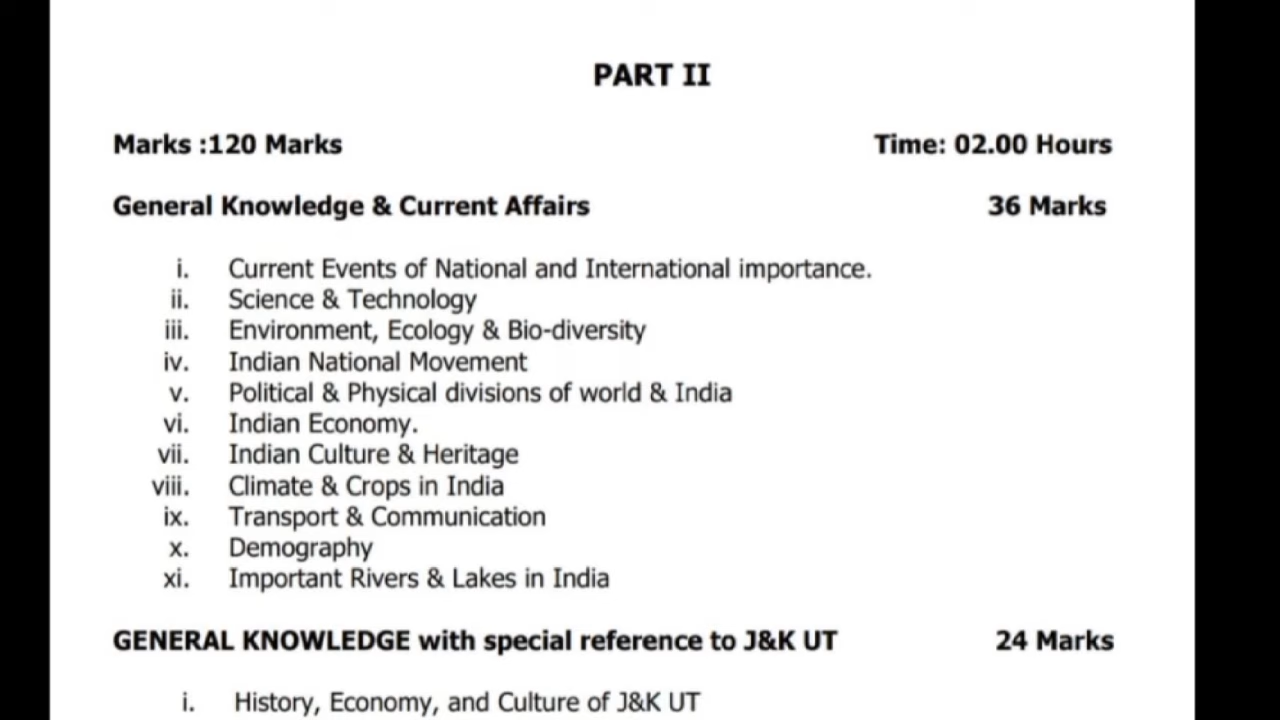 PART II
Marks :120 Marks Time: 02.00 Hours
General Knowledge & Current Affairs 36 Marks
i. Current Events of National and International importance.
ii. Science & Technology
iii. Environment, Ecology & Bio-diversity
iv. Indian National Movement
v. Political & Physical divisions of world & India
vi. Indian Economy.
vii. Indian Culture & Heritage
viii. Climate & Crops in India
ix. Transport & Communication
x. Demography
xi. Important Rivers & Lakes in India
GENERAL KNOWLEDGE with special reference to J&K UT 24 Marks
i. History, Economy, and Culture of J&K UT